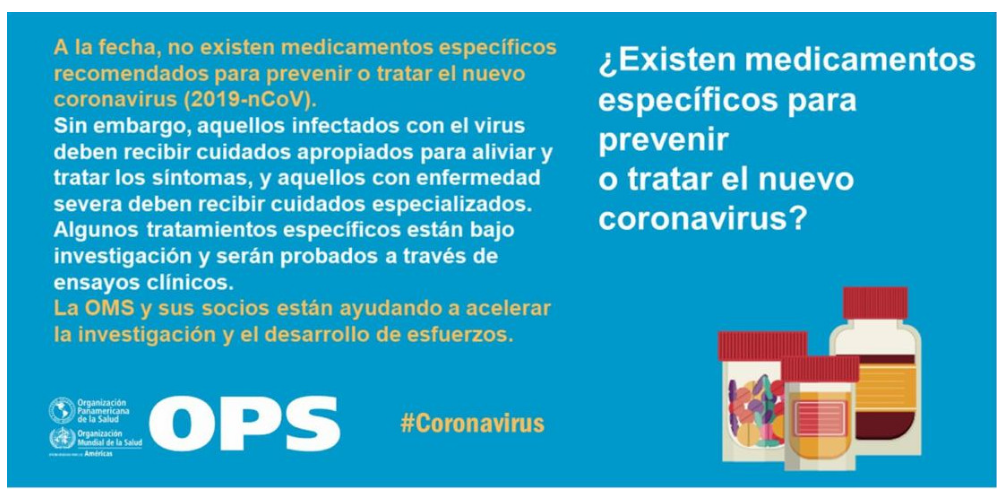 A la fecha, no existen medicamentos específicos
recomendados para prevenir o tratar el nuevo
coronavirus (2019-nCoV).
Sin embargo, aquellos infectados con el virus
deben recibir cuidados apropiados para aliviar y
tratar los síntomas, y aquellos con enfermedad
severa deben recibir cuidados especializados.
Algunos tratamientos específicos están bajo
investigación y serán probados a través de
ensayos clínicos.
La OMS y sus socios están ayudando a acelerar
la investigación y el desarrollo de esfuerzos.
¿Existen medicamentos
específicos para
prevenir
o tratar el nuevo
coronavirus?
Organización
Panamericana
de la Salud
Organización
Mundial de la Salud
Américas
OPS
#Coronavirus